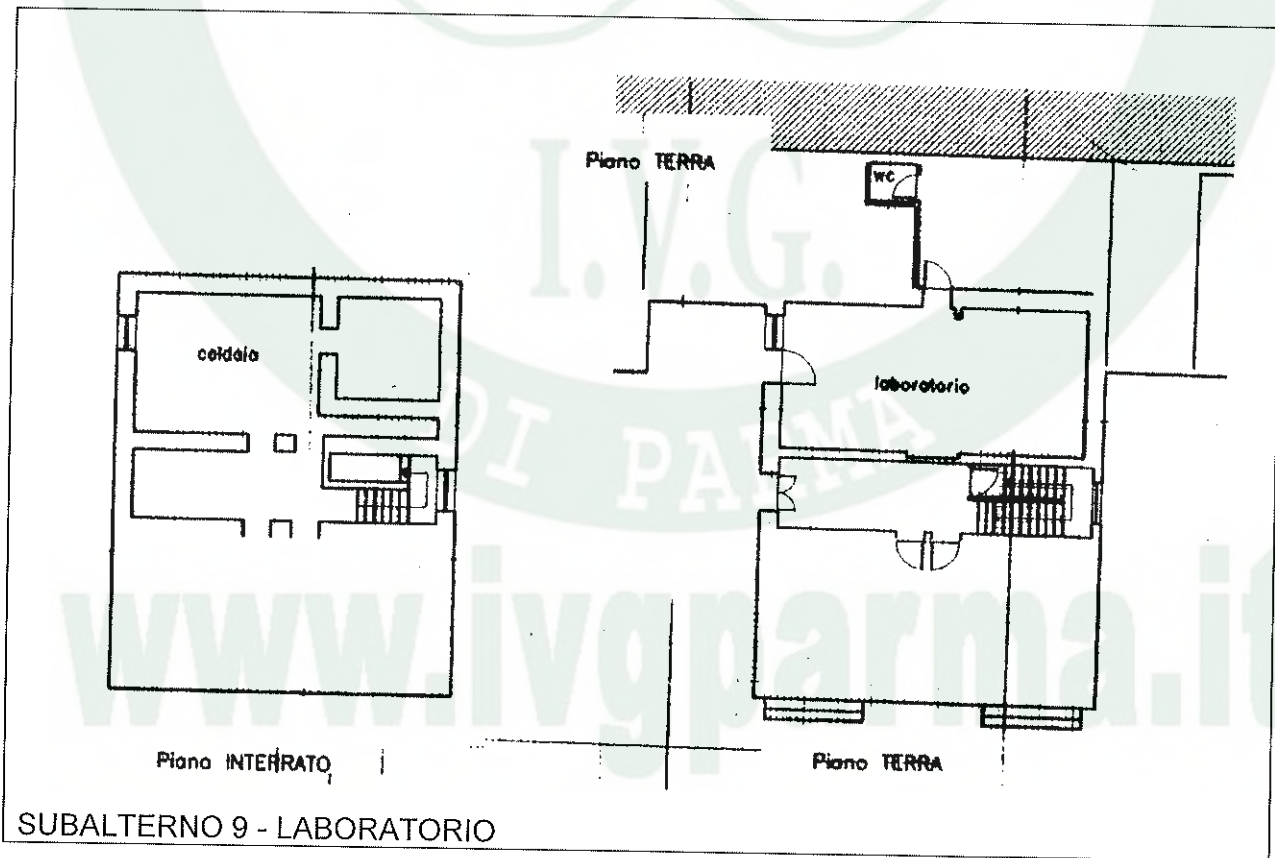 I.V.G.
DI PARMA
www.ivgparma.it
Piano TERRA
wc
caldaia
laboratorio
Piano INTERRATO
Piano TERRA
SUBALTERNO 9 - LABORATORIO